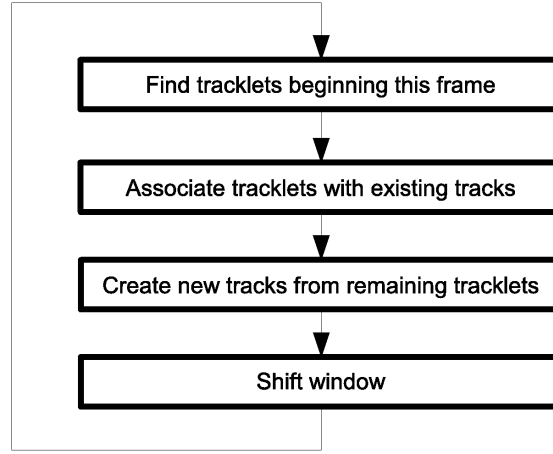 Find tracklets beginning this frame
Associate tracklets with existing tracks
Create new tracks from remaining tracklets
Shift window